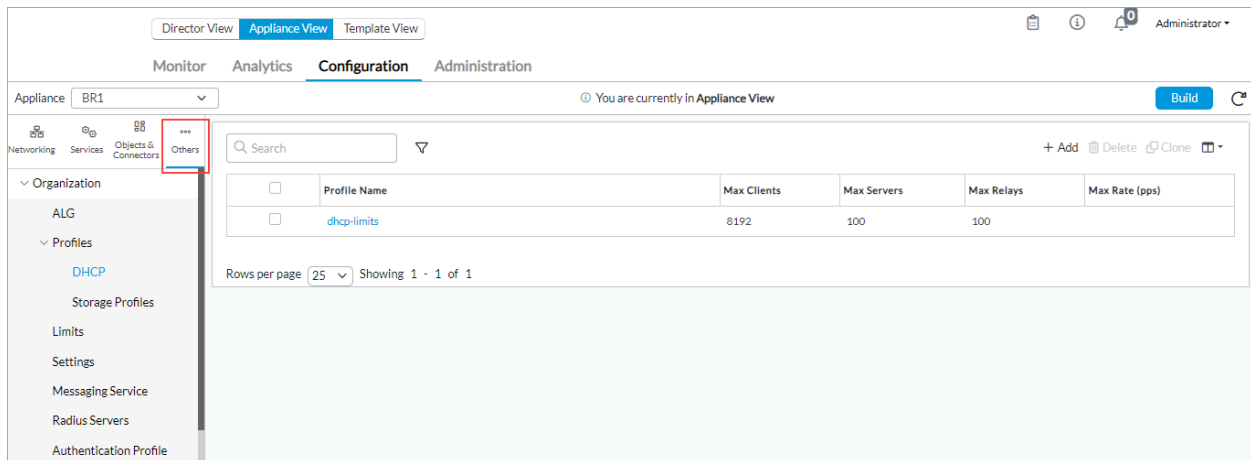 Director View Appliance View Template View
0
Administrator
Monitor Analytics Configuration Administration
Appliance BR1
You are currently in Appliance View
Build
Networking Services Objects & Connectors Others
Search
+ Add Delete Clone
Organization
ALG
Profiles
DHCP
Storage Profiles
Limits
Settings
Messaging Service
Radius Servers
Authentication Profile
Profile Name Max Clients Max Servers Max Relays Max Rate (pps)
dhcp-limits 8192 100 100
Rows per page 25 Showing 1 - 1 of 1